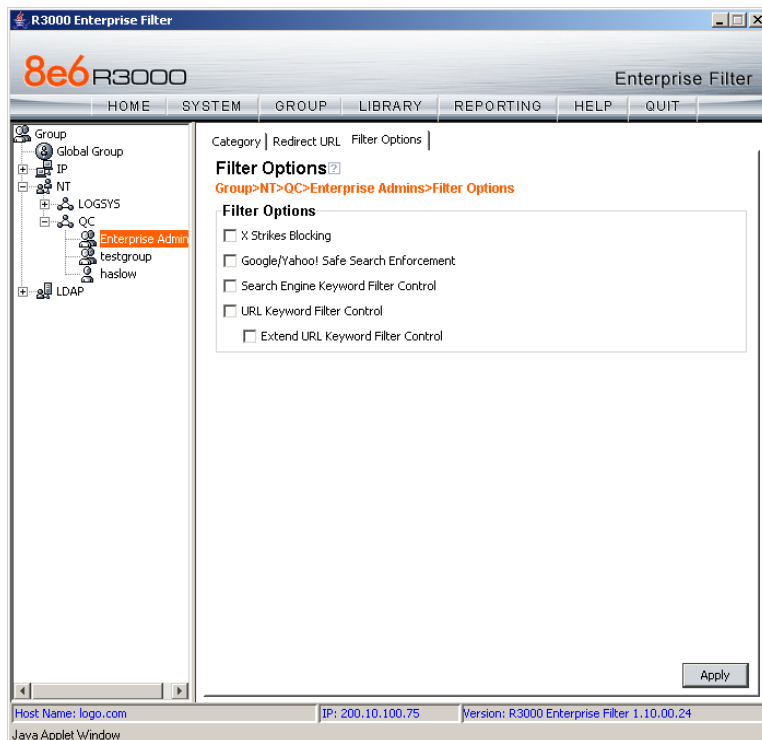 R3000 Enterprise Filter
8e6 R3000
Enterprise Filter
HOME SYSTEM GROUP LIBRARY REPORTING HELP QUIT
Group
Global Group
IP
NT
LOGSYS
QC
Enterprise Admin
testgroup
haslow
LDAP
Category Redirect URL Filter Options
Filter Options ?
Group>NT>QC>Enterprise Admins>Filter Options
Filter Options
X Strikes Blocking
Google/Yahoo! Safe Search Enforcement
Search Engine Keyword Filter Control
URL Keyword Filter Control
Extend URL Keyword Filter Control
Apply
Host Name: logo.com IP: 200.10.100.75 Version: R3000 Enterprise Filter 1.10.00.24
Java Applet Window